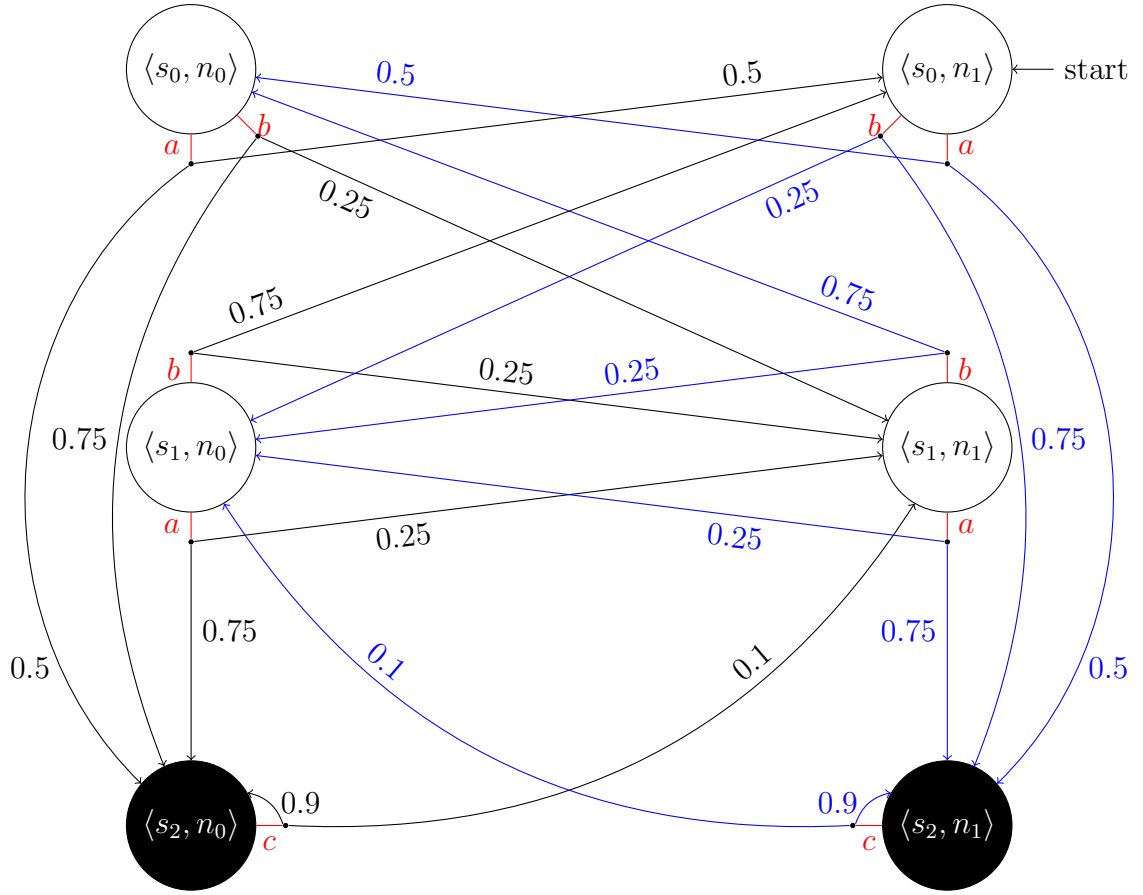 ⟨s₀, n₀⟩
⟨s₀, n₁⟩
start
0.5
0.5
b
b
a
a
0.25
0.25
0.75
0.75
b
b
0.25
0.25
⟨s₁, n₀⟩
⟨s₁, n₁⟩
0.75
0.75
a
a
0.25
0.25
0.75
0.75
0.5
0.1
0.1
0.5
0.9
0.9
⟨s₂, n₀⟩
⟨s₂, n₁⟩
c
c